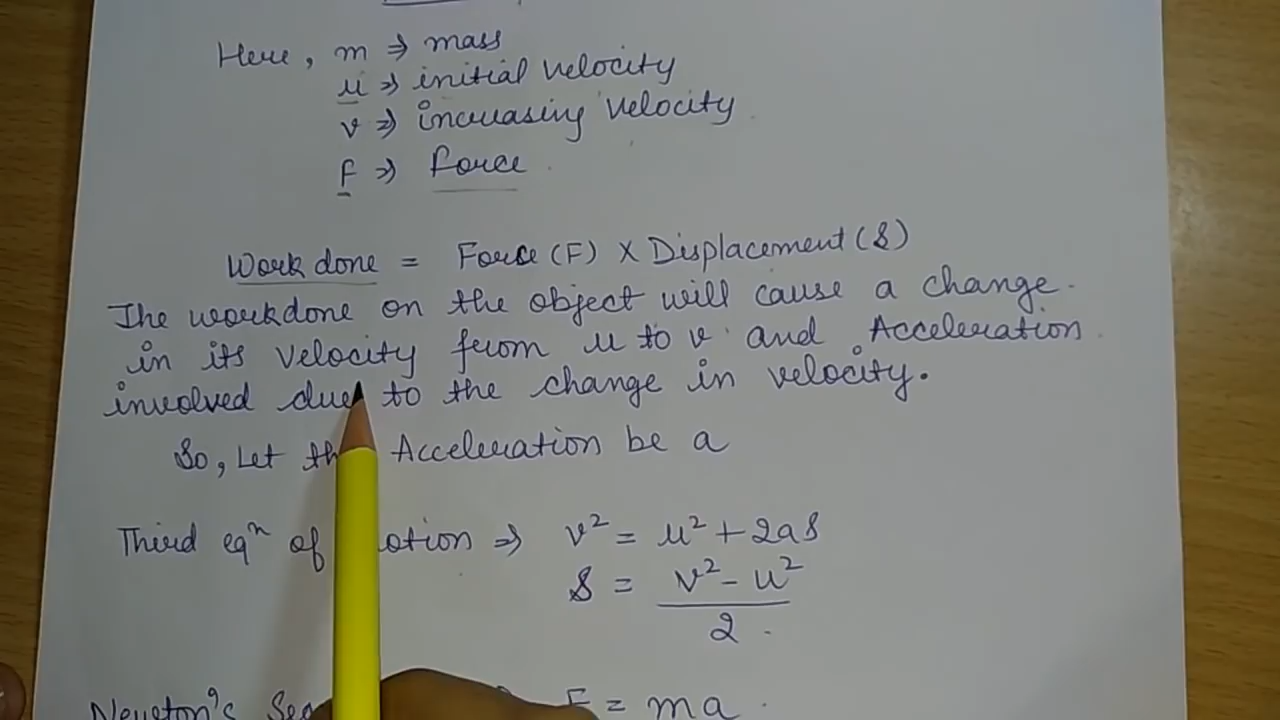 Here, m ⇒ mass
u ⇒ initial velocity
v ⇒ increasing velocity
F ⇒ force
Work done = Force (F) X Displacement (S)
The workdone on the object will cause a change
in its velocity from u to v and Acceleration
involved due to the change in velocity.
So, Let Acceleration be a
Third eqⁿ of ⇒ v² = u² + 2as
S = v² - u² / 2
Newton's F = ma